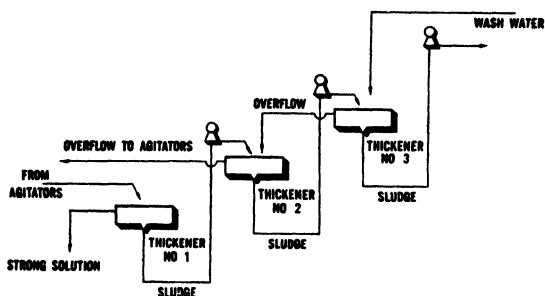 WASH WATER
OVERFLOW
THICKENER
NO 3
OVERFLOW TO AGITATORS
SLUDGE
FROM
AGITATORS
THICKENER
NO 2
SLUDGE
THICKENER
NO 1
STRONG SOLUTION
SLUDGE